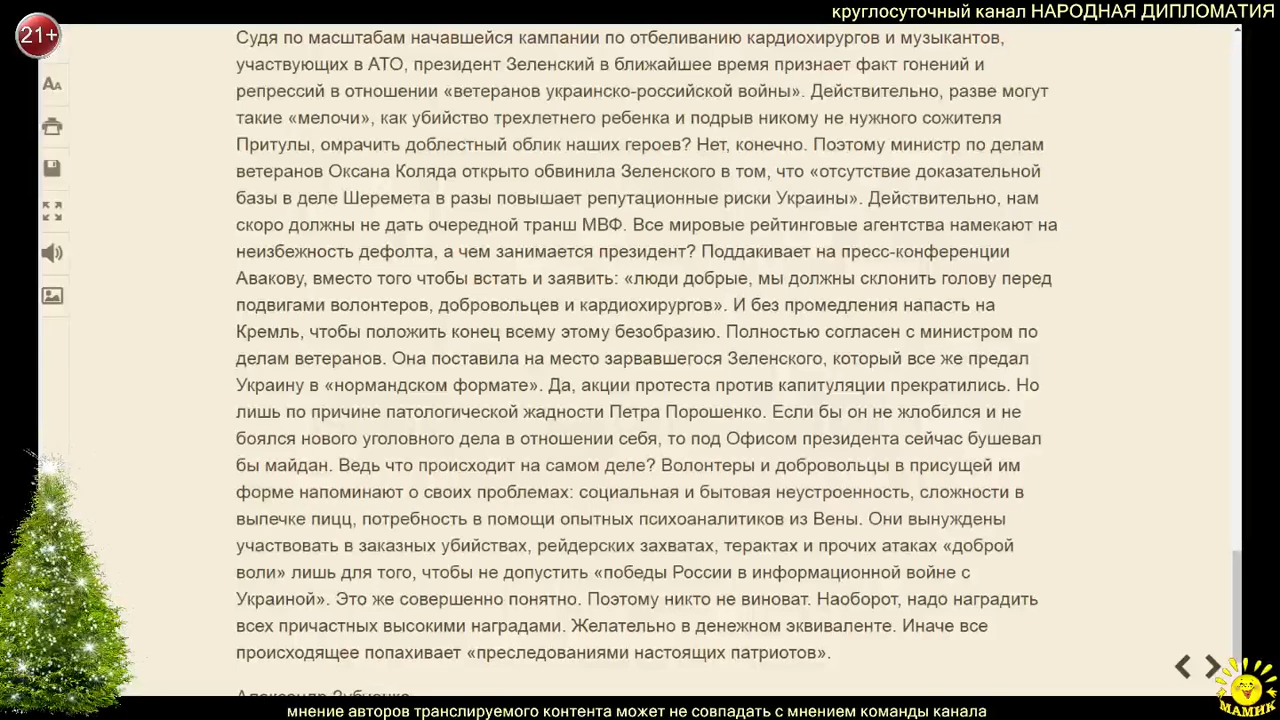 круглосуточный канал НАРОДНАЯ ДИПЛОМАТИЯ
21+
Судя по масштабам начавшейся кампании по отбеливанию кардиохирургов и музыкантов,
участвующих в АТО, президент Зеленский в ближайшее время признает факт гонений и
репрессий в отношении «ветеранов украинско-российской войны». Действительно, разве могут
такие «мелочи», как убийство трехлетнего ребенка и подрыв никому не нужного сожителя
Притулы, омрачить доблестный облик наших героев? Нет, конечно. Поэтому министр по делам
ветеранов Оксана Коляда открыто обвинила Зеленского в том, что «отсутствие доказательной
базы в деле Шеремета в разы повышает репутационные риски Украины». Действительно, нам
скоро должны не дать очередной транш МВФ. Все мировые рейтинговые агентства намекают на
неизбежность дефолта, а чем занимается президент? Поддакивает на пресс-конференции
Авакову, вместо того чтобы встать и заявить: «люди добрые, мы должны склонить голову перед
подвигами волонтеров, добровольцев и кардиохирургов». И без промедления напасть на
Кремль, чтобы положить конец всему этому безобразию. Полностью согласен с министром по
делам ветеранов. Она поставила на место зарвавшегося Зеленского, который все же предал
Украину в «нормандском формате». Да, акции протеста против капитуляции прекратились. Но
лишь по причине патологической жадности Петра Порошенко. Если бы он не жлобился и не
боялся нового уголовного дела в отношении себя, то под Офисом президента сейчас бушевал
бы майдан. Ведь что происходит на самом деле? Волонтеры и добровольцы в присущей им
форме напоминают о своих проблемах: социальная и бытовая неустроенность, сложности в
выпечке пицц, потребность в помощи опытных психоаналитиков из Вены. Они вынуждены
участвовать в заказных убийствах, рейдерских захватах, терактах и прочих атаках «доброй
воли» лишь для того, чтобы не допустить «победы России в информационной войне с
Украиной». Это же совершенно понятно. Поэтому никто не виноват. Наоборот, надо наградить
всех причастных высокими наградами. Желательно в денежном эквиваленте. Иначе все
происходящее попахивает «преследованиями настоящих патриотов».
МАМИК
мнение авторов транслируемого контента может не совпадать с мнением команды канала